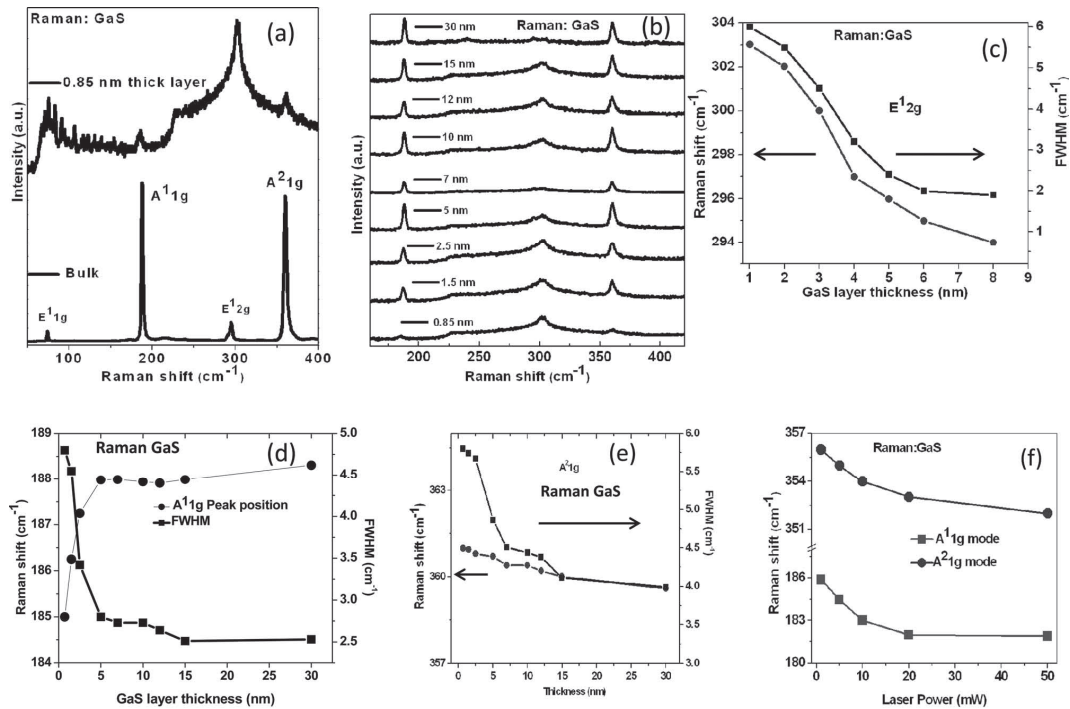 Raman: GaS
(a)
0.85 nm thick layer
A¹1g
A²1g
Bulk
E¹1g
E¹2g
Intensity (a.u.)
100 200 300 400
Raman shift (cm⁻¹)
Raman: GaS
(b)
30 nm
15 nm
12 nm
10 nm
7 nm
5 nm
2.5 nm
1.5 nm
0.85 nm
Intensity (a.u.)
200 250 300 350 400
Raman shift (cm⁻¹)
Raman:GaS
(c)
E¹2g
304
302
300
298
296
294
Raman shift (cm⁻¹)
6
5
4
3
2
1
FWHM (cm⁻¹)
1 2 3 4 5 6 7 8 9
GaS layer thickness (nm)
Raman GaS
(d)
A¹1g Peak position
FWHM
189
188
187
186
185
184
Raman shift (cm⁻¹)
5.0
4.5
4.0
3.5
3.0
2.5
FWHM (cm⁻¹)
0 5 10 15 20 25 30
GaS layer thickness (nm)
(e)
A²1g
Raman GaS
363
360
357
Raman shift (cm⁻¹)
6.0
5.5
5.0
4.5
4.0
3.5
3.0
FWHM (cm⁻¹)
0 5 10 15 20 25 30
Thickness (nm)
Raman:GaS
(f)
A¹1g mode
A²1g mode
357
354
351
186
183
180
Raman shift (cm⁻¹)
0 10 20 30 40 50
Laser Power (mW)